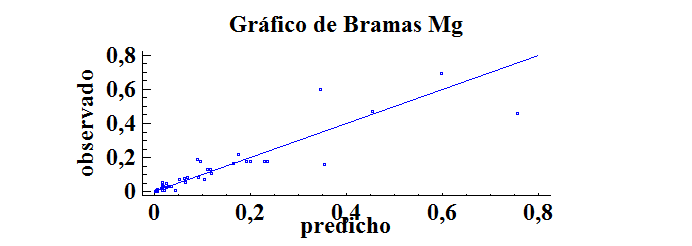 Gráfico de Bramas Mg
observado
0,8
0,6
0,4
0,2
0
0 0,2 0,4 0,6 0,8
predicho